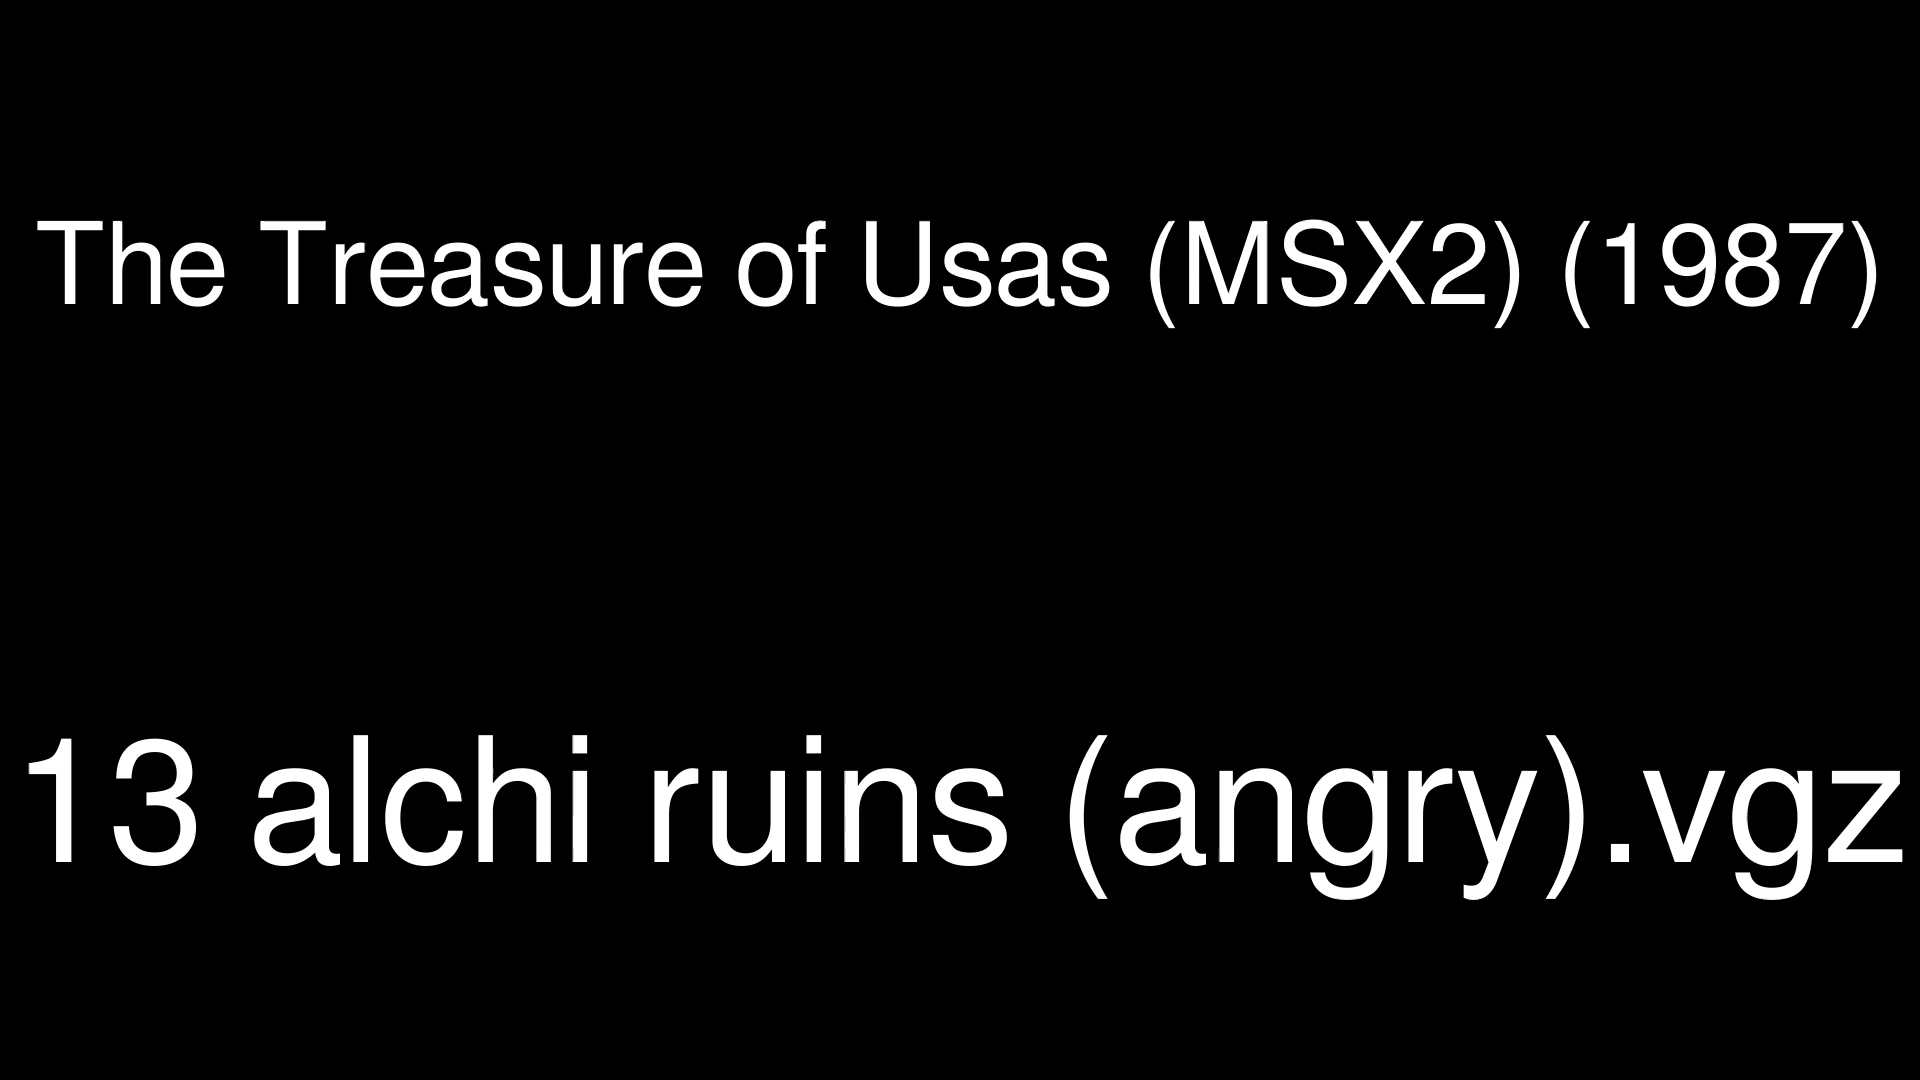 The Treasure of Usas (MSX2) (1987)
13 alchi ruins (angry).vgz